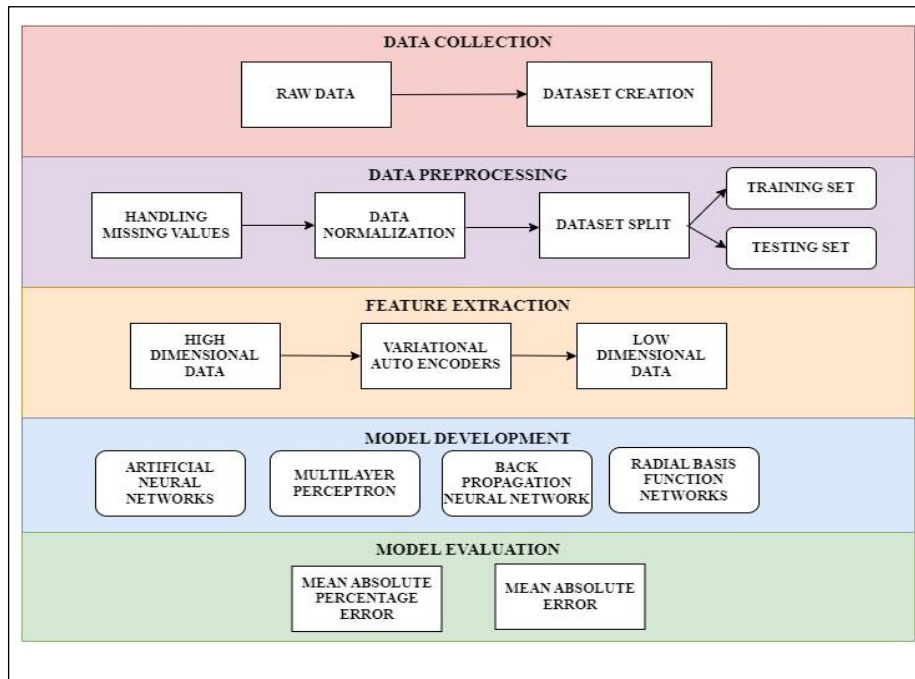 DATA COLLECTION
RAW DATA
DATASET CREATION
DATA PREPROCESSING
HANDLING
MISSING VALUES
DATA
NORMALIZATION
DATASET SPLIT
TRAINING SET
TESTING SET
FEATURE EXTRACTION
HIGH
DIMENSIONAL
DATA
VARIATIONAL
AUTO ENCODERS
LOW
DIMENSIONAL
DATA
MODEL DEVELOPMENT
ARTIFICIAL
NEURAL
NETWORKS
MULTILAYER
PERCEPTRON
BACK
PROPAGATION
NEURAL NETWORK
RADIAL BASIS
FUNCTION
NETWORKS
MODEL EVALUATION
MEAN ABSOLUTE
PERCENTAGE
ERROR
MEAN ABSOLUTE
ERROR